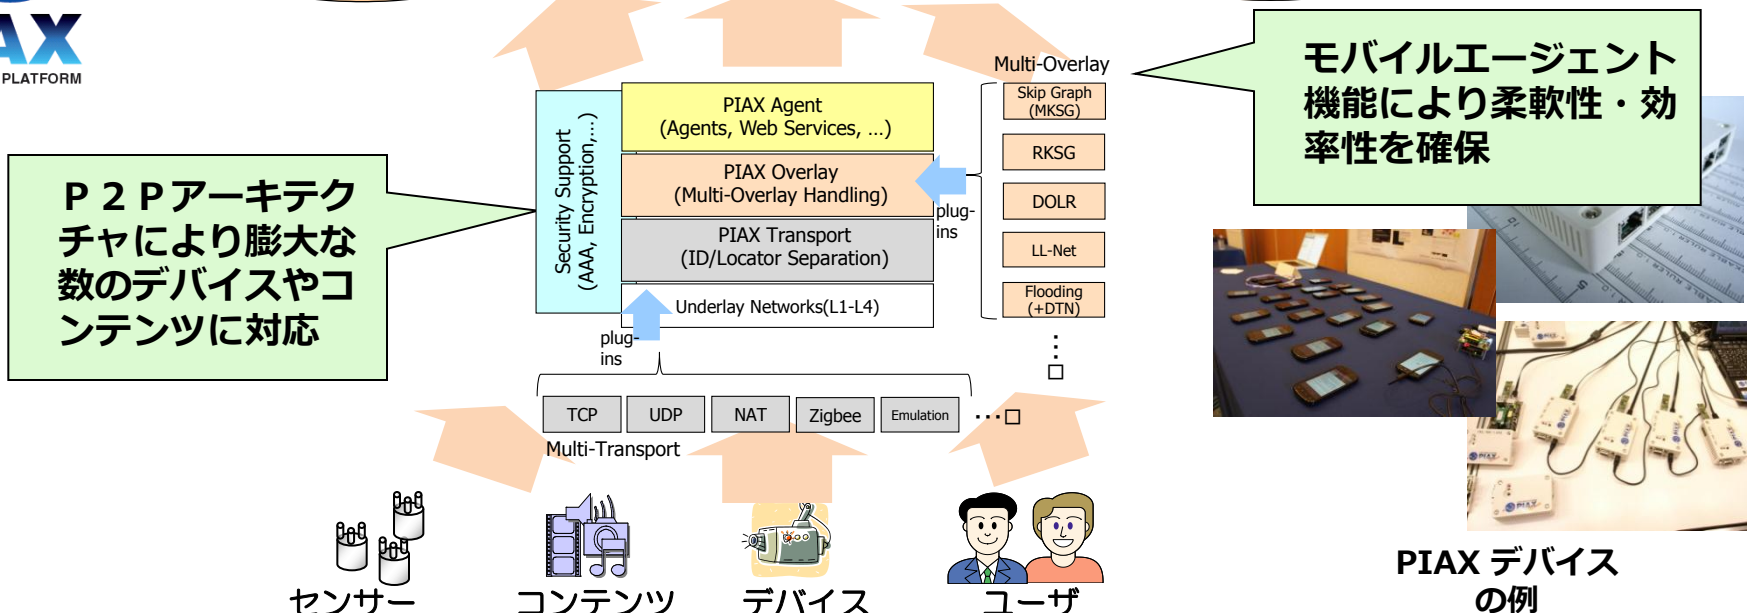 AX
PLATFORM
モバイルエージェント
機能により柔軟性・効
率性を確保
P2Pアーキテク
チャにより膨大な
数のデバイスやコ
ンテンツに対応
Security Support
(AAA, Encryption,...)
PIAX Agent
(Agents, Web Services, ...)
PIAX Overlay
(Multi-Overlay Handling)
PIAX Transport
(ID/Locator Separation)
Underlay Networks(L1-L4)
Multi-Overlay
Skip Graph
(MKSG)
RKSG
DOLR
LL-Net
Flooding
(+DTN)
plug-
ins
plug-
ins
TCP
UDP
NAT
Zigbee
Emulation
Multi-Transport
センサー
コンテンツ
デバイス
ユーザ
PIAX デバイス
の例